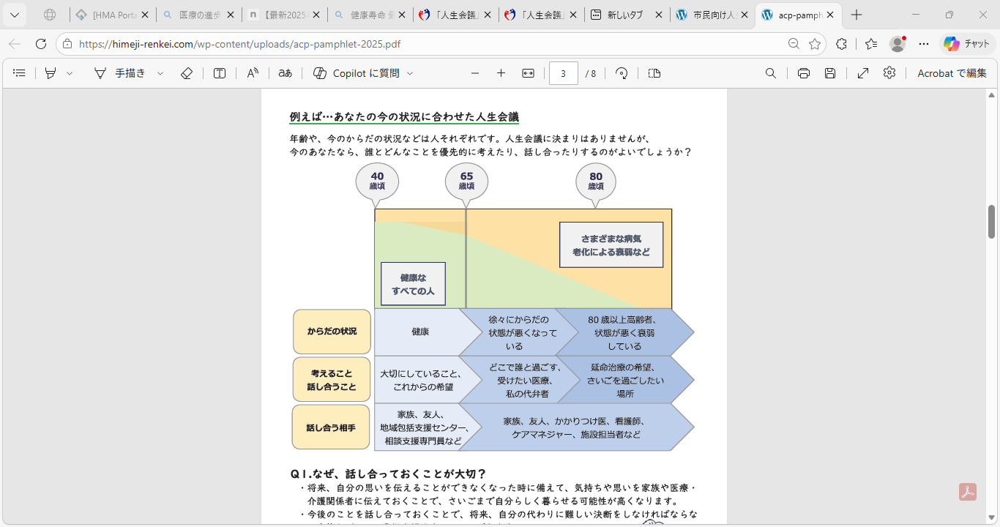 [HMA Porta
医療の進歩
【最新2025
健康寿命
「人生会議」
「人生会議」
新しいタブ
市民向け人
acp-pamph
https://himeji-renkei.com/wp-content/uploads/acp-pamphlet-2025.pdf
チャット
手描き
Copilot に質問
3 / 8
Acrobat で編集
例えば…あなたの今の状況に合わせた人生会議
年齢や、今のからだの状況などは人それぞれです。人生会議に決まりはありませんが、
今のあなたなら、誰とどんなことを優先的に考えたり、話し合ったりするのがよいでしょうか？
40
歳頃
65
歳頃
80
歳頃
さまざまな病気
老化による衰弱など
健康な
すべての人
からだの状況
健康
徐々にからだの
状態が悪くなって
いる
80 歳以上高齢者、
状態が悪く衰弱
している
考えること
話し合うこと
大切にしていること、
これからの希望
どこで誰と過ごす、
受けたい医療、
私の代弁者
延命治療の希望、
さいごを過ごしたい
場所
話し合う相手
家族、友人、
地域包括支援センター、
相談支援専門員など
家族、友人、かかりつけ医、看護師、
ケアマネジャー、施設担当者など
Q1.なぜ、話し合っておくことが大切？
・将来、自分の思いを伝えることができなくなった時に備えて、気持ちや思いを家族や医療・
介護関係者に伝えておくことで、さいごまで自分らしく暮らせる可能性が高くなります。
・今後のことを話し合っておくことで、将来、自分の代わりに難しい決断をしなければならな